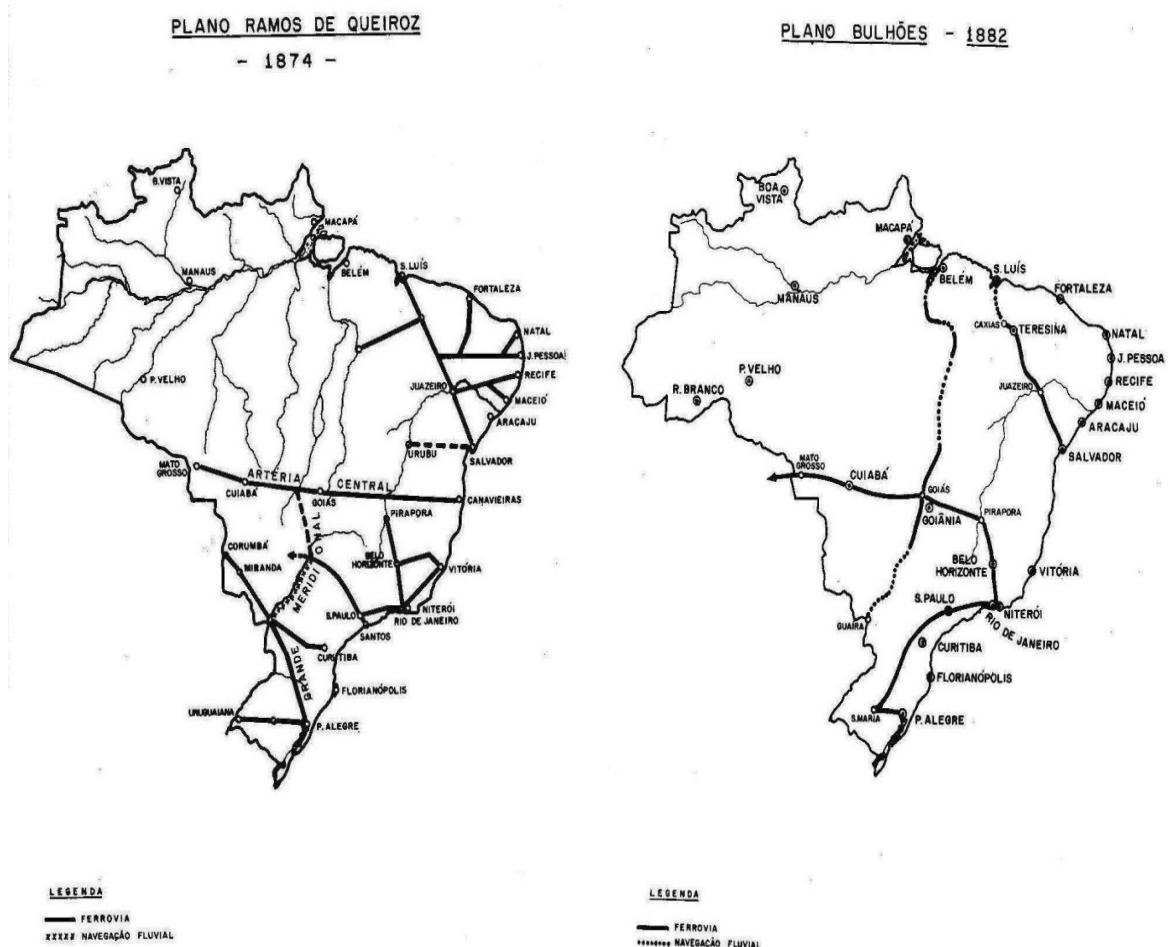 PLANO RAMOS DE QUEIROZ
- 1874 -
B. VISTA
MACAPÁ
MANAUS
BELÉM
S. LUÍS
FORTALEZA
NATAL
J. PESSOA
RECIFE
P. VELHO
JUAZEIRO
MACEIÓ
ARACAJU
URUBU
SALVADOR
MATO
GROSSO
ARTÉRIA
CENTRAL
CUIABÁ
GOIÁS
CANAVIEIRAS
PIRAPORA
CORUMBÁ
MIRANDA
BELO
HORIZONTE
VITÓRIA
GRANDE MERIDIONAL
S. PAULO
NITERÓI
RIO DE JANEIRO
SANTOS
CURITIBA
FLORIANÓPOLIS
URUGUAIANA
P. ALEGRE
LEGENDA
FERROVIA
NAVEGAÇÃO FLUVIAL
PLANO BULHÕES - 1882
BOA
VISTA
MACAPÁ
BELÉM
S. LUÍS
MANAUS
FORTALEZA
CAXIAS
TERESINA
NATAL
J. PESSOA
P. VELHO
RECIFE
R. BRANCO
JUAZEIRO
MACEIÓ
ARACAJU
SALVADOR
MATO
GROSSO
CUIABÁ
GOIÁS
GOIÂNIA
PIRAPORA
BELO
HORIZONTE
VITÓRIA
S. PAULO
NITERÓI
RIO DE JANEIRO
GUAÍRA
CURITIBA
FLORIANÓPOLIS
S. MARIA
P. ALEGRE
LEGENDA
FERROVIA
NAVEGAÇÃO FLUVIAL